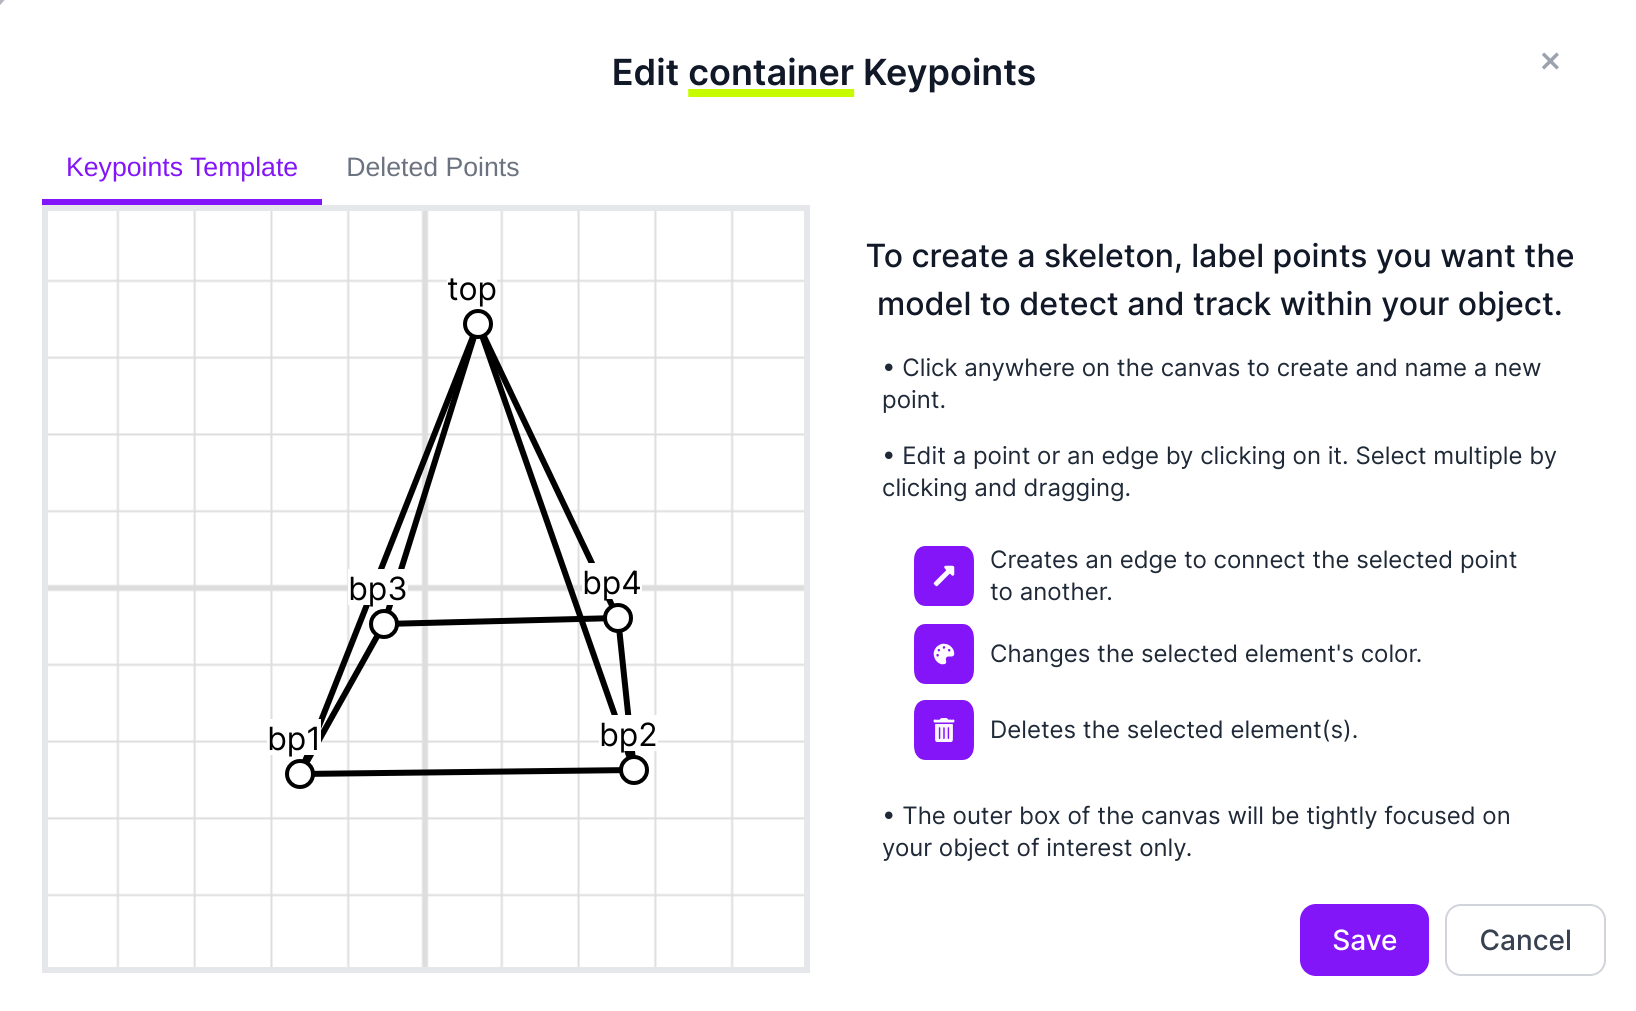 Edit container Keypoints
×
Keypoints Template
Deleted Points
top
bp3
bp4
bp1
bp2
To create a skeleton, label points you want the
model to detect and track within your object.
• Click anywhere on the canvas to create and name a new
point.
• Edit a point or an edge by clicking on it. Select multiple by
clicking and dragging.
Creates an edge to connect the selected point
to another.
Changes the selected element's color.
Deletes the selected element(s).
• The outer box of the canvas will be tightly focused on
your object of interest only.
Save
Cancel